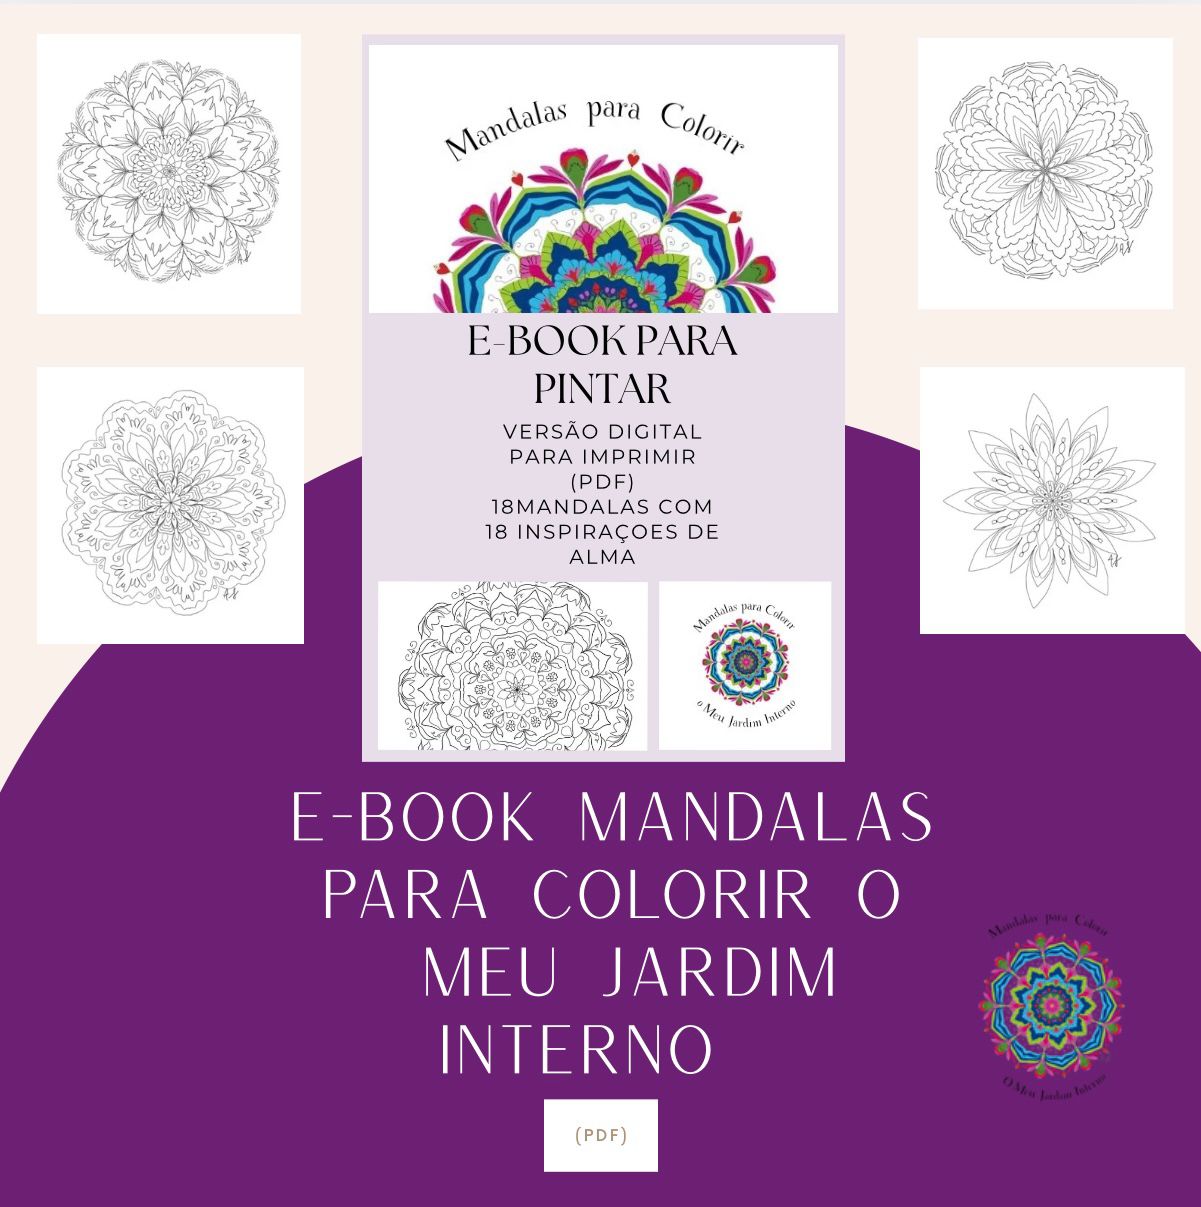 Mandalas para Colorir
E-BOOK PARA
PINTAR
VERSÃO DIGITAL
PARA IMPRIMIR
(PDF)
18MANDALAS COM
18 INSPIRAÇOES DE
ALMA
Mandalas para Colorir
o Meu Jardim Interno
E-BOOK MANDALAS
PARA COLORIR O
MEU JARDIM
INTERNO
Mandalas para Colorir
O Meu Jardim Interno
(PDF)